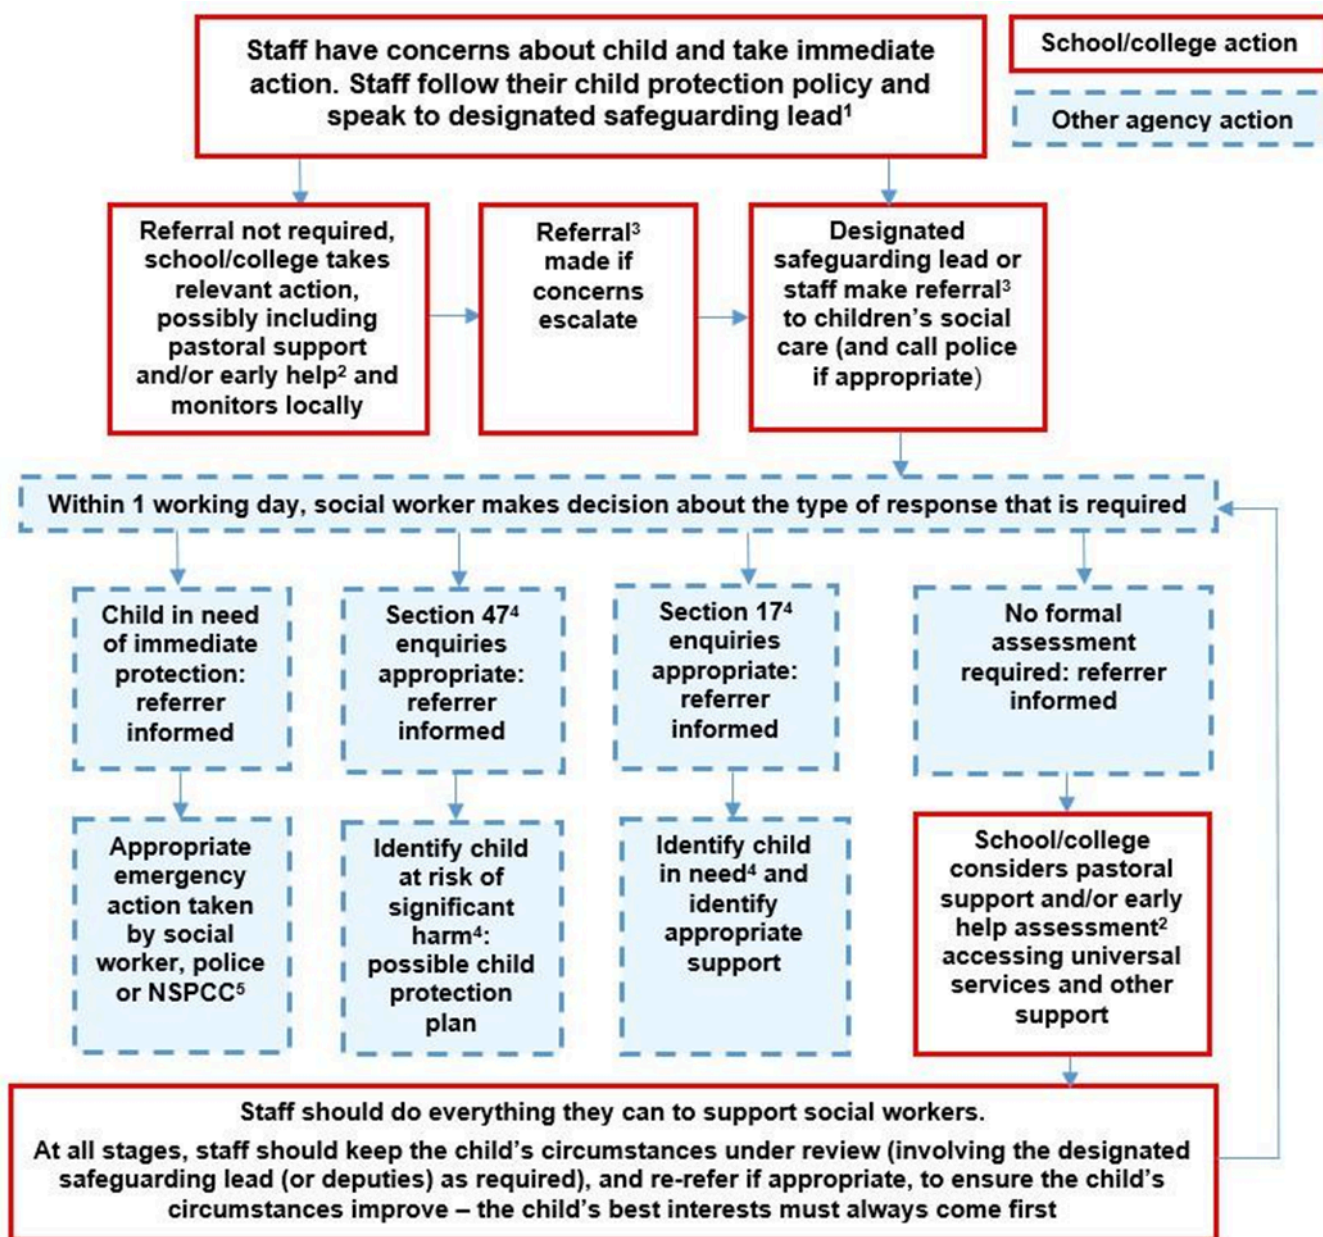 Staff have concerns about child and take immediate
action. Staff follow their child protection policy and
speak to designated safeguarding lead¹
School/college action
Other agency action
Referral not required,
school/college takes
relevant action,
possibly including
pastoral support
and/or early help² and
monitors locally
Referral³
made if
concerns
escalate
Designated
safeguarding lead or
staff make referral³
to children’s social
care (and call police
if appropriate)
Within 1 working day, social worker makes decision about the type of response that is required
Child in need
of immediate
protection:
referrer
informed
Section 47⁴
enquiries
appropriate:
referrer
informed
Section 17⁴
enquiries
appropriate:
referrer
informed
No formal
assessment
required: referrer
informed
Appropriate
emergency
action taken
by social
worker, police
or NSPCC⁵
Identify child
at risk of
significant
harm⁴:
possible child
protection
plan
Identify child
in need⁴ and
identify
appropriate
support
School/college
considers pastoral
support and/or early
help assessment²
accessing universal
services and other
support
Staff should do everything they can to support social workers.
At all stages, staff should keep the child’s circumstances under review (involving the designated
safeguarding lead (or deputies) as required), and re-refer if appropriate, to ensure the child’s
circumstances improve – the child’s best interests must always come first